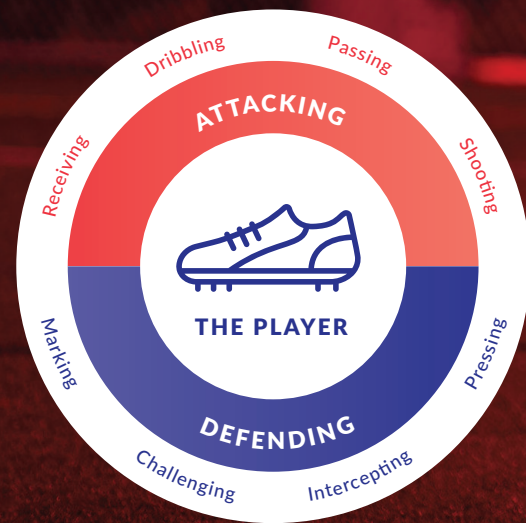 Dribbling
Passing
Receiving
Shooting
ATTACKING
THE PLAYER
DEFENDING
Marking
Pressing
Challenging
Intercepting